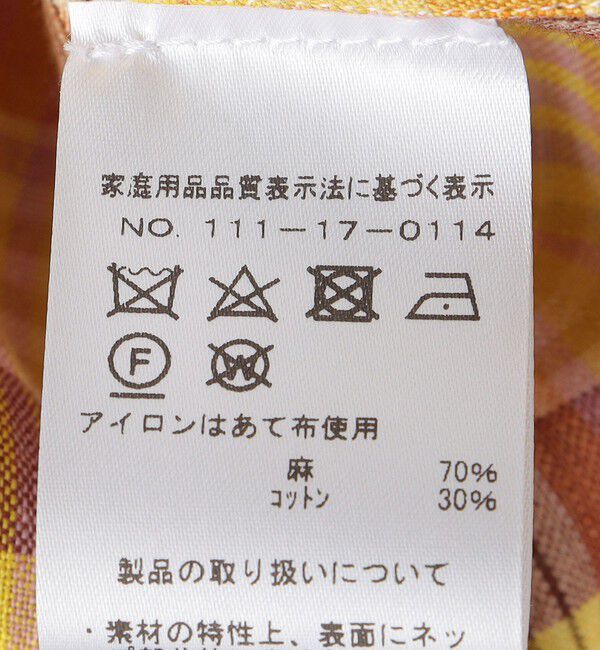 家庭用品品質表示法に基づく表示
NO. 111-17-0114
F W
アイロンはあて布使用
麻 70%
コットン 30%
製品の取り扱いについて
・素材の特性上、表面にネッ